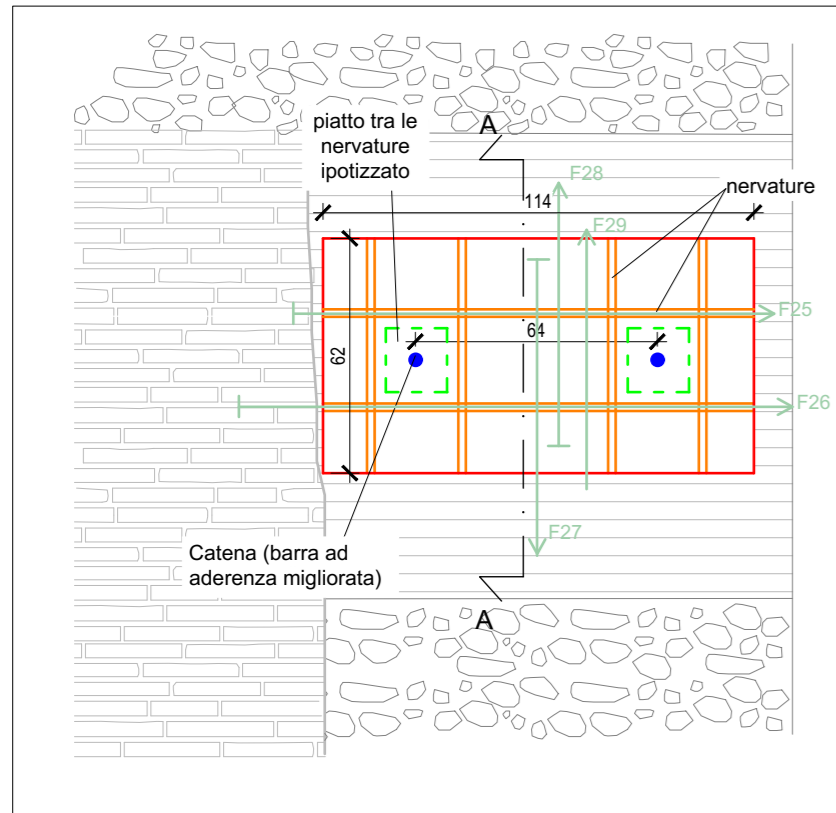 piatto tra le
nervature
ipotizzato
A
F28
nervature
114
F29
F25
64
62
F26
F27
Catena (barra ad
aderenza migliorata)
A